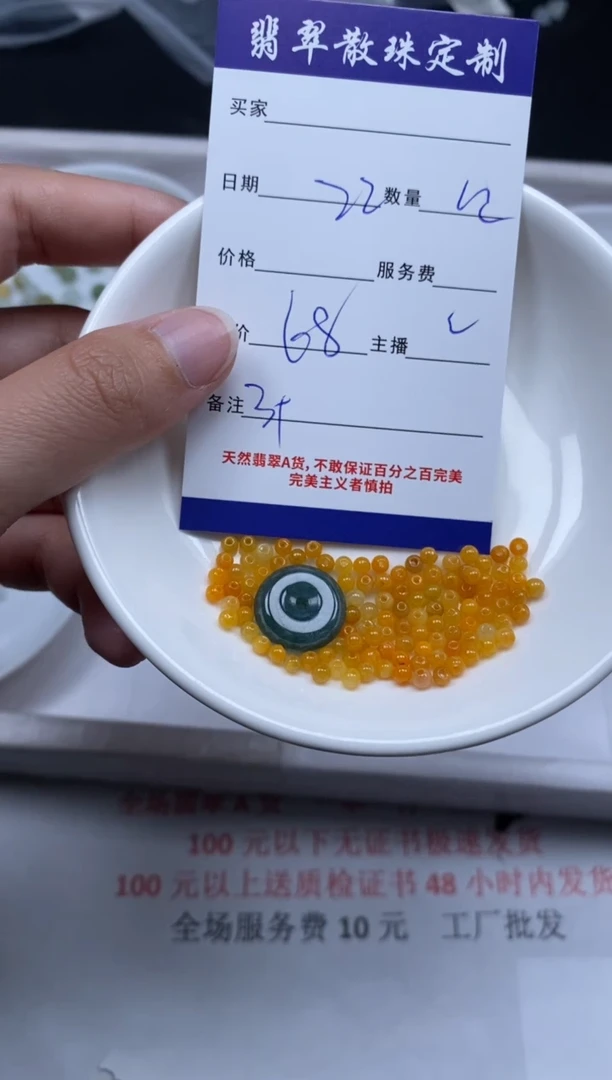 翡翠散珠定制
买家
日期 22 数量 12
价格 服务费
价 68 主播
备注
天然翡翠A货,不敢保证百分之百完美
完美主义者慎拍
100 元以下无证书极速发货
100 元以上送质检证书 48 小时内发货
全场服务费 10 元 工厂批发